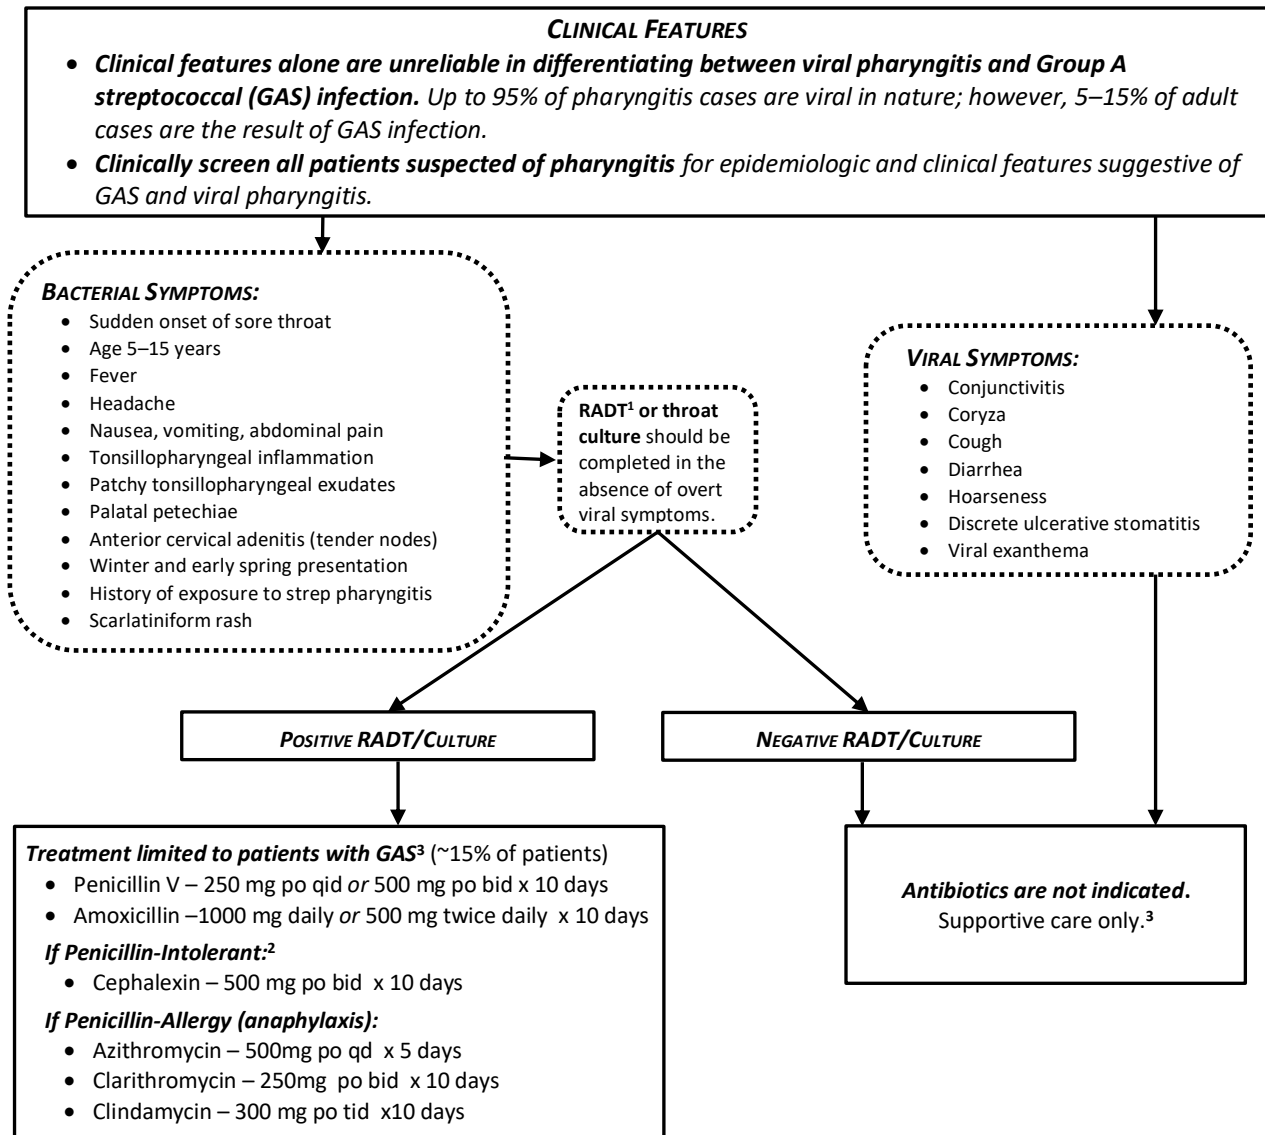 CLINICAL FEATURES
• Clinical features alone are unreliable in differentiating between viral pharyngitis and Group A
streptococcal (GAS) infection. Up to 95% of pharyngitis cases are viral in nature; however, 5–15% of adult
cases are the result of GAS infection.
• Clinically screen all patients suspected of pharyngitis for epidemiologic and clinical features suggestive of
GAS and viral pharyngitis.
BACTERIAL SYMPTOMS:
• Sudden onset of sore throat
• Age 5–15 years
• Fever
• Headache
• Nausea, vomiting, abdominal pain
• Tonsillopharyngeal inflammation
• Patchy tonsillopharyngeal exudates
• Palatal petechiae
• Anterior cervical adenitis (tender nodes)
• Winter and early spring presentation
• History of exposure to strep pharyngitis
• Scarlatiniform rash
RADT¹ or throat
culture should be
completed in the
absence of overt
viral symptoms.
VIRAL SYMPTOMS:
• Conjunctivitis
• Coryza
• Cough
• Diarrhea
• Hoarseness
• Discrete ulcerative stomatitis
• Viral exanthema
POSITIVE RADT/CULTURE
NEGATIVE RADT/CULTURE
Treatment limited to patients with GAS³ (~15% of patients)
• Penicillin V – 250 mg po qid or 500 mg po bid x 10 days
• Amoxicillin –1000 mg daily or 500 mg twice daily x 10 days
If Penicillin-Intolerant:²
• Cephalexin – 500 mg po bid x 10 days
If Penicillin-Allergy (anaphylaxis):
• Azithromycin – 500mg po qd x 5 days
• Clarithromycin – 250mg po bid x 10 days
• Clindamycin – 300 mg po tid x10 days
Antibiotics are not indicated.
Supportive care only.³